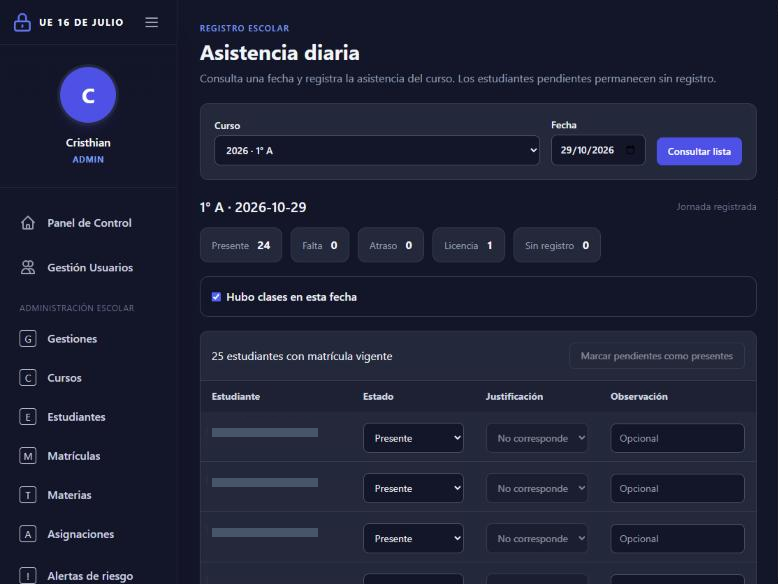 UE 16 DE JULIO
C
Cristhian
ADMIN
Panel de Control
Gestión Usuarios
ADMINISTRACIÓN ESCOLAR
G Gestiones
C Cursos
E Estudiantes
M Matrículas
T Materias
A Asignaciones
! Alertas de riesgo
REGISTRO ESCOLAR
Asistencia diaria
Consulta una fecha y registra la asistencia del curso. Los estudiantes pendientes permanecen sin registro.
Curso Fecha
2026 · 1° A 29/10/2026 Consultar lista
1° A · 2026-10-29 Jornada registrada
Presente 24 Falta 0 Atraso 0 Licencia 1 Sin registro 0
Hubo clases en esta fecha
25 estudiantes con matrícula vigente Marcar pendientes como presentes
Estudiante Estado Justificación Observación
Presente No corresponde Opcional
Presente No corresponde Opcional
Presente No corresponde Opcional